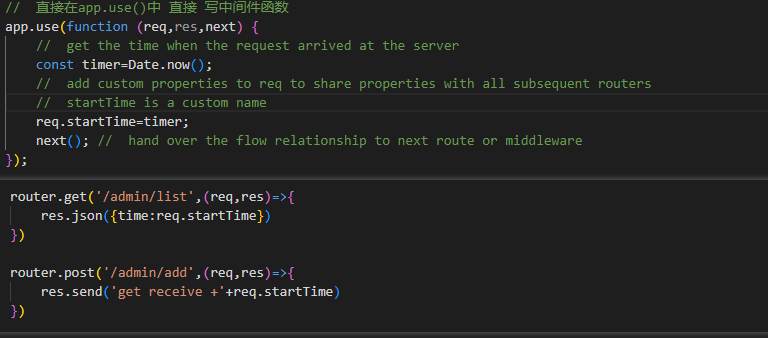 //  直接在app.use()中 直接 写中间件函数
app.use(function (req,res,next) {
    //  get the time when the request arrived at the server
    const timer=Date.now();
    //  add custom properties to req to share properties with all subsequent routers
    //  startTime is a custom name
    req.startTime=timer;
    next(); //  hand over the flow relationship to next route or middleware
});
router.get('/admin/list',(req,res)=>{
    res.json({time:req.startTime})
})
router.post('/admin/add',(req,res)=>{
    res.send('get receive +'+req.startTime)
})